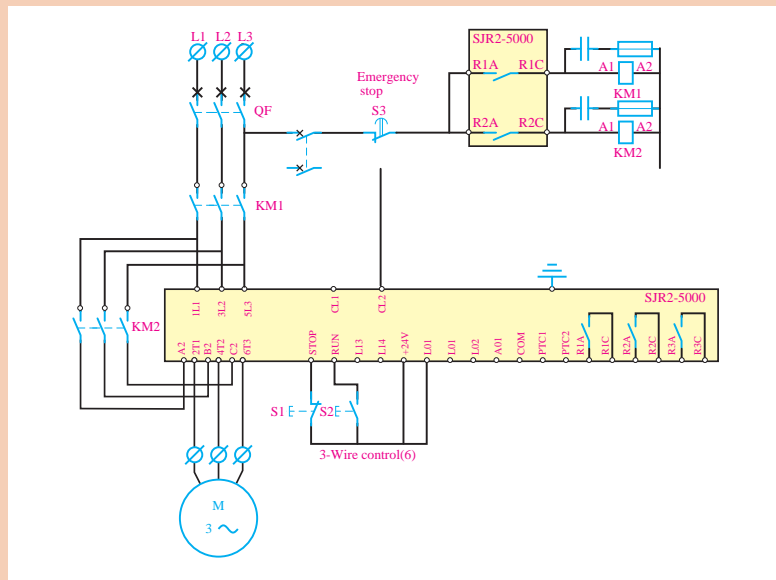 L1 L2 L3
SJR2-5000
R1A R1C
A1 A2
KM1
Emergency
stop
S3
QF
R2A R2C
A1 A2
KM2
KM1
SJR2-5000
1L1 3L2 5L3 CL1 CL2
KM2
A2 2T1 B2 4T2 C2 6T3 STOP RUN L13 L14 +24V L01 L01 L02 A01 COM PTC1 PTC2 R1A R1C R2A R2C R3A R3C
S1 S2
3-Wire control(6)
M
3